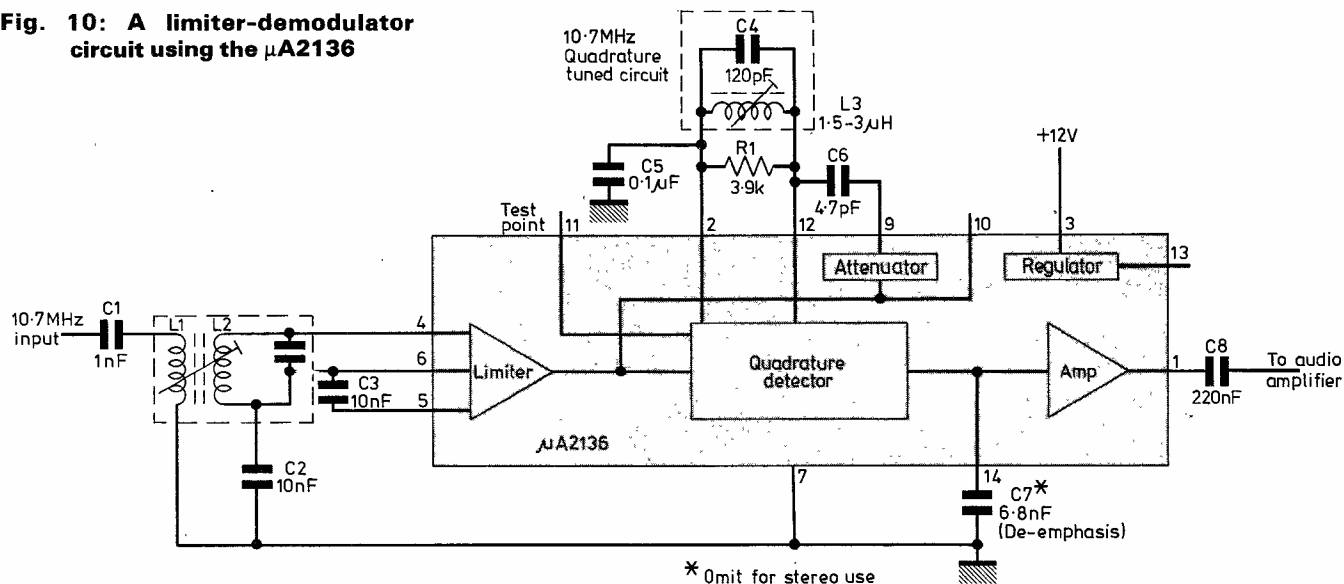 Fig. 10: A limiter-demodulator
circuit using the μA2136
10·7MHz
Quadrature
tuned circuit
C4
120pF
L3
1·5-3μH
R1
3·9k
C5
0·1μF
C6
4·7pF
+12V
Test
point
11
2
12
9
10
3
13
Attenuator
Regulator
10·7MHz
input
C1
1nF
L1
L2
4
6
5
C3
10nF
Limiter
Quadrature
detector
Amp
1
C8
220nF
To audio
amplifier
μA2136
C2
10nF
7
14
C7*
6·8nF
(De-emphasis)
* Omit for stereo use